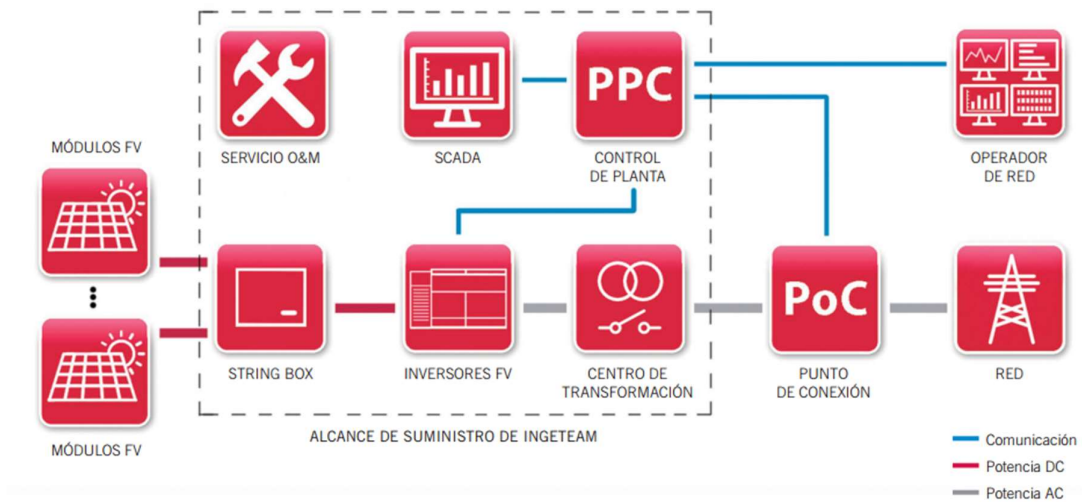 PPC
SERVICIO O&M
SCADA
CONTROL
DE PLANTA
OPERADOR
DE RED
MÓDULOS FV
PoC
STRING BOX
INVERSORES FV
CENTRO DE
TRANSFORMACIÓN
PUNTO
DE CONEXIÓN
RED
MÓDULOS FV
ALCANCE DE SUMINISTRO DE INGETEAM
Comunicación
Potencia DC
Potencia AC